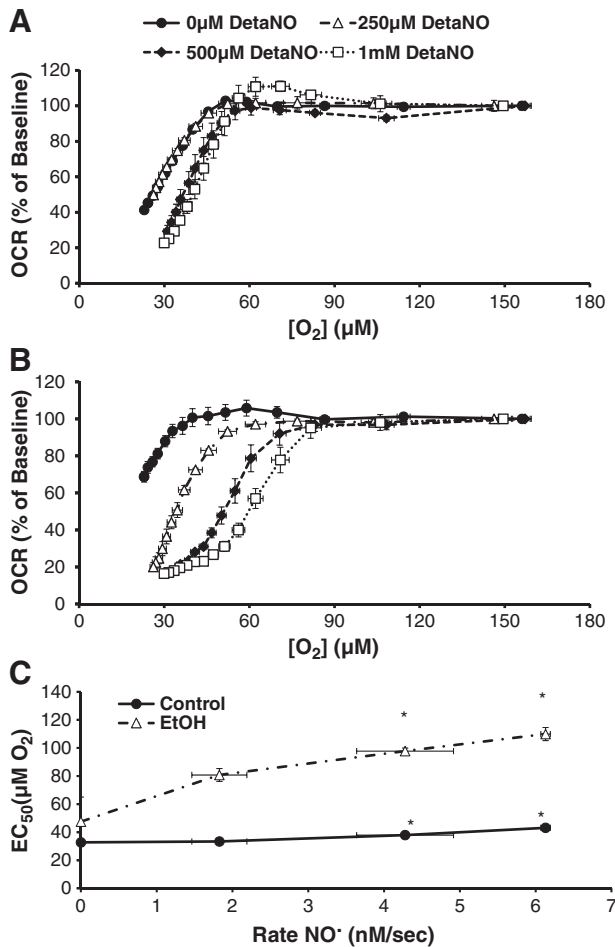 A
0µM DetaNO 250µM DetaNO
500µM DetaNO 1mM DetaNO
OCR (% of Baseline)
120
100
80
60
40
20
0
0 30 60 90 120 150 180
[O₂] (µM)
B
OCR (% of Baseline)
120
100
80
60
40
20
0
0 30 60 90 120 150 180
[O₂] (µM)
C
Control
EtOH
EC₅₀(µM O₂)
140
120
100
80
60
40
20
0
* *
* *
0 1 2 3 4 5 6 7
Rate NO˙ (nM/sec)